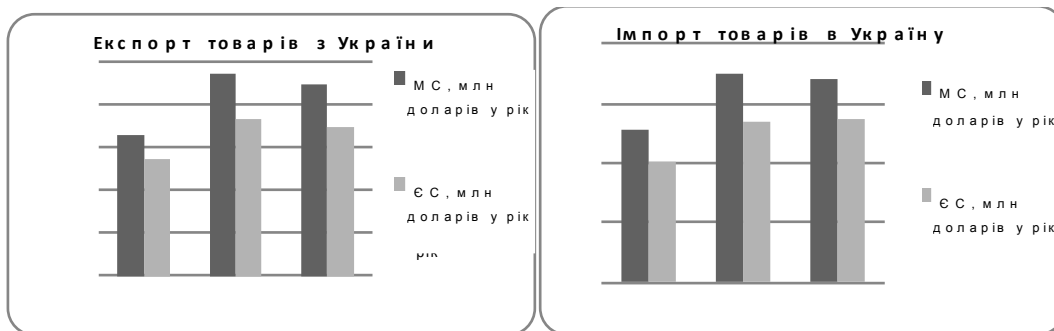 Експорт товарів з України
МС, млн
доларів у рік
ЄС, млн
доларів у рік
рік
Імпорт товарів в Україну
МС, млн
доларів у рік
ЄС, млн
доларів у рік